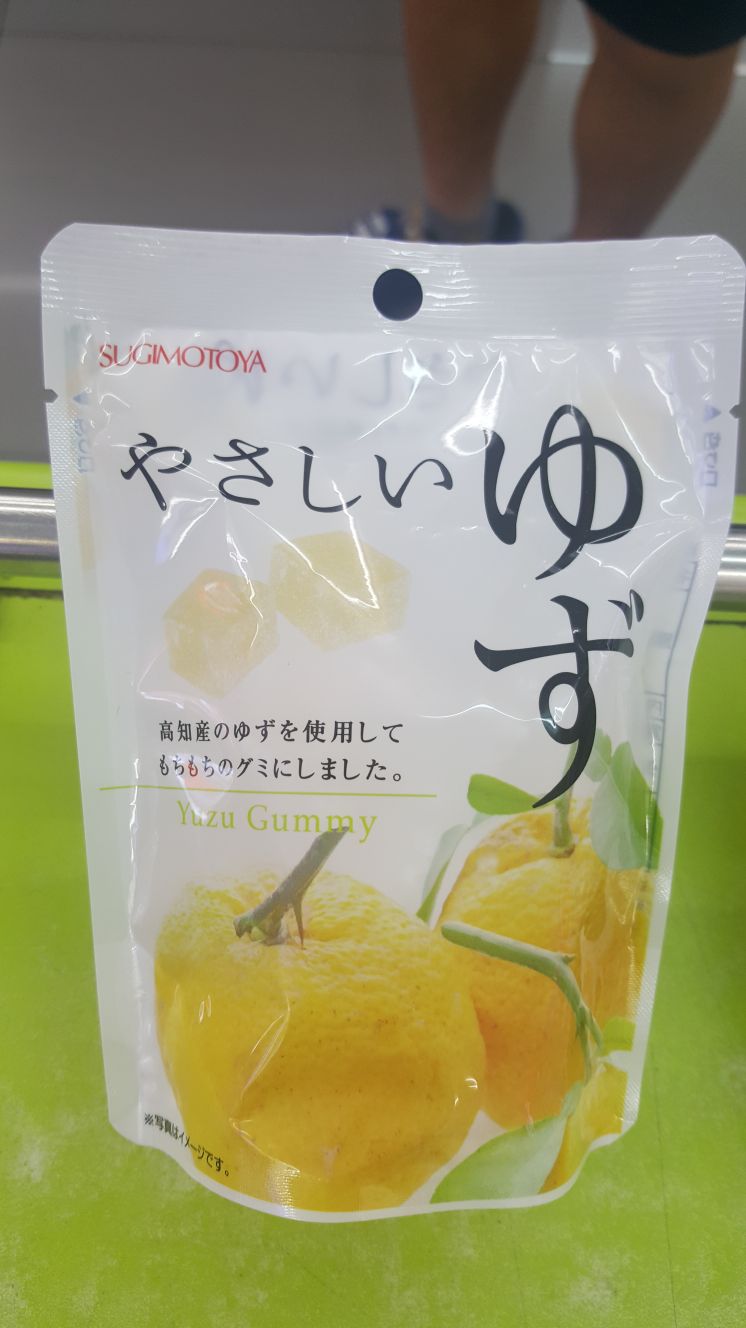 SUGIMOTOYA
やさしい
ゆず
高知産のゆずを使用して
もちもちのグミにしました。
Yuzu Gummy
※写真はイメージです。